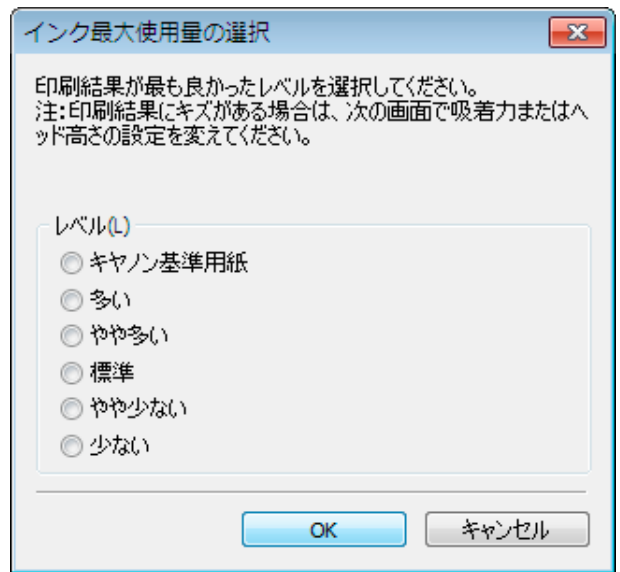 インク最大使用量の選択
印刷結果が最も良かったレベルを選択してください。
注:印刷結果にキズがある場合は、次の画面で吸着力またはヘ
ッド高さの設定を変えてください。
レベル(L)
キヤノン基準用紙
多い
やや多い
標準
やや少ない
少ない
OK
キャンセル